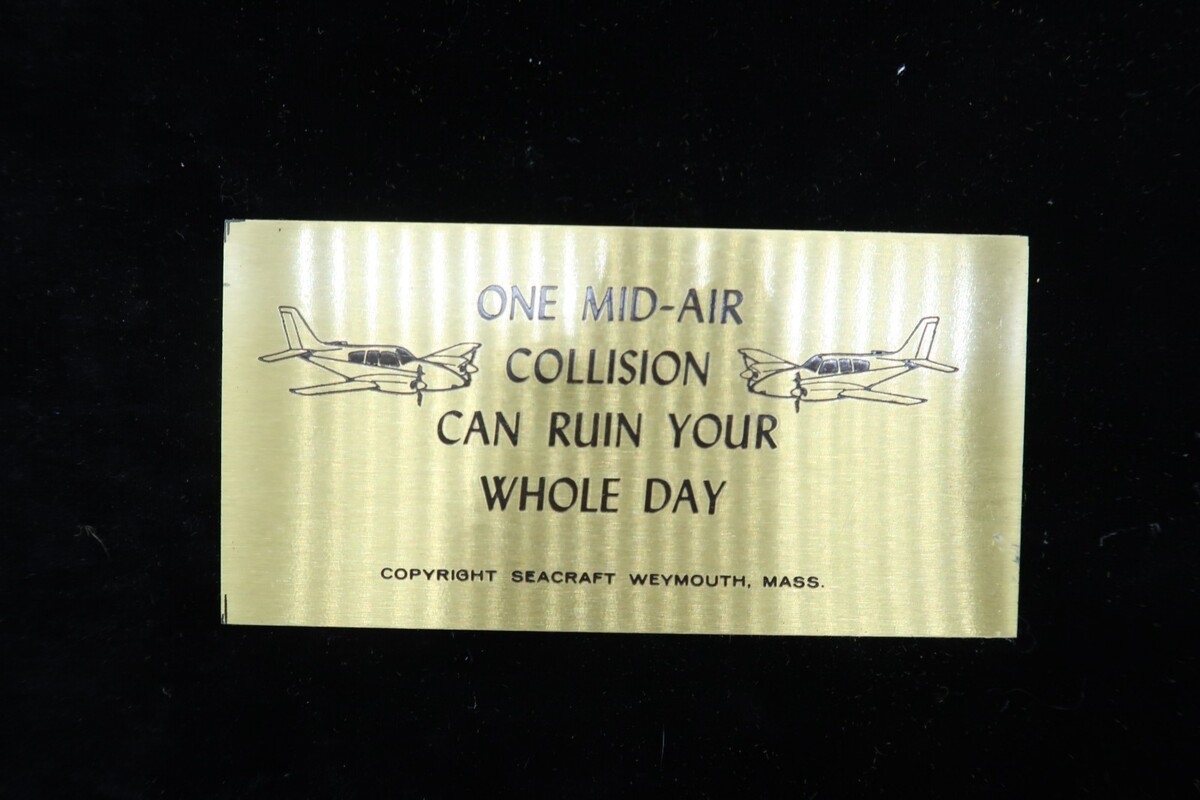 ONE MID-AIR
COLLISION
CAN RUIN YOUR
WHOLE DAY
COPYRIGHT SEACRAFT WEYMOUTH, MASS.